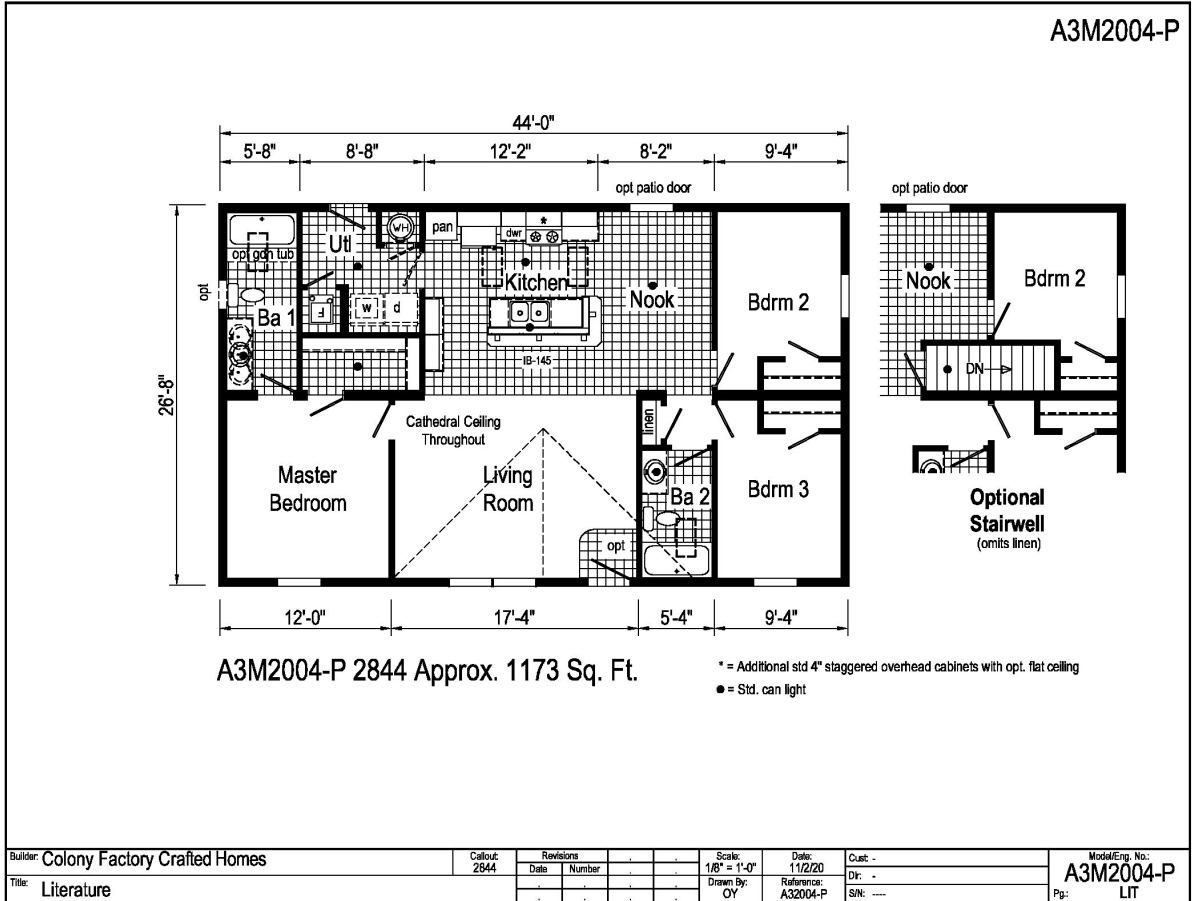 A3M2004-P
44'-0"
5'-8" 8'-8" 12'-2" 8'-2" 9'-4"
opt patio door
opt patio door
26'-8"
opt
opt gdn tub
Utl
WH
pan
dwr
*
Kitchen
Nook
Bdrm 2
Nook
Bdrm 2
Ba 1
w
d
IB-145
DN
Cathedral Ceiling
Throughout
linen
Master
Bedroom
Living
Room
Ba 2
Bdrm 3
opt
Optional
Stairwell
(omits linen)
12'-0" 17'-4" 5'-4" 9'-4"
A3M2004-P 2844 Approx. 1173 Sq. Ft.
* = Additional std 4" staggered overhead cabinets with opt. flat ceiling
● = Std. can light
Builder: Colony Factory Crafted Homes
Title: Literature
Callout:
2844
Revisions
Date Number
Scale:
1/8" = 1'-0"
Drawn By:
OY
Date:
11/2/20
Reference:
A32004-P
Cust: -
Dir: -
S/N: ----
Model/Eng. No.:
A3M2004-P
Pg.: LIT